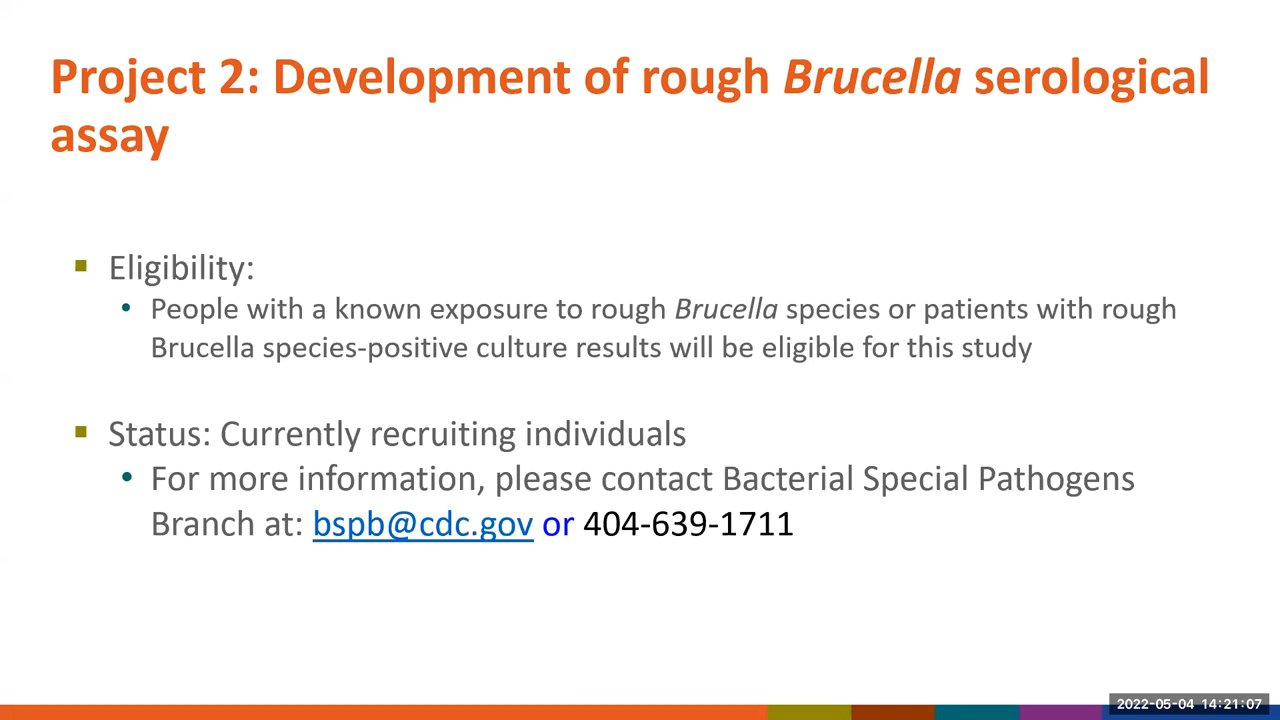 Project 2: Development of rough Brucella serological
assay
▪ Eligibility:
• People with a known exposure to rough Brucella species or patients with rough
Brucella species-positive culture results will be eligible for this study
▪ Status: Currently recruiting individuals
• For more information, please contact Bacterial Special Pathogens
Branch at: bspb@cdc.gov or 404-639-1711
2022-05-04 14:21:07